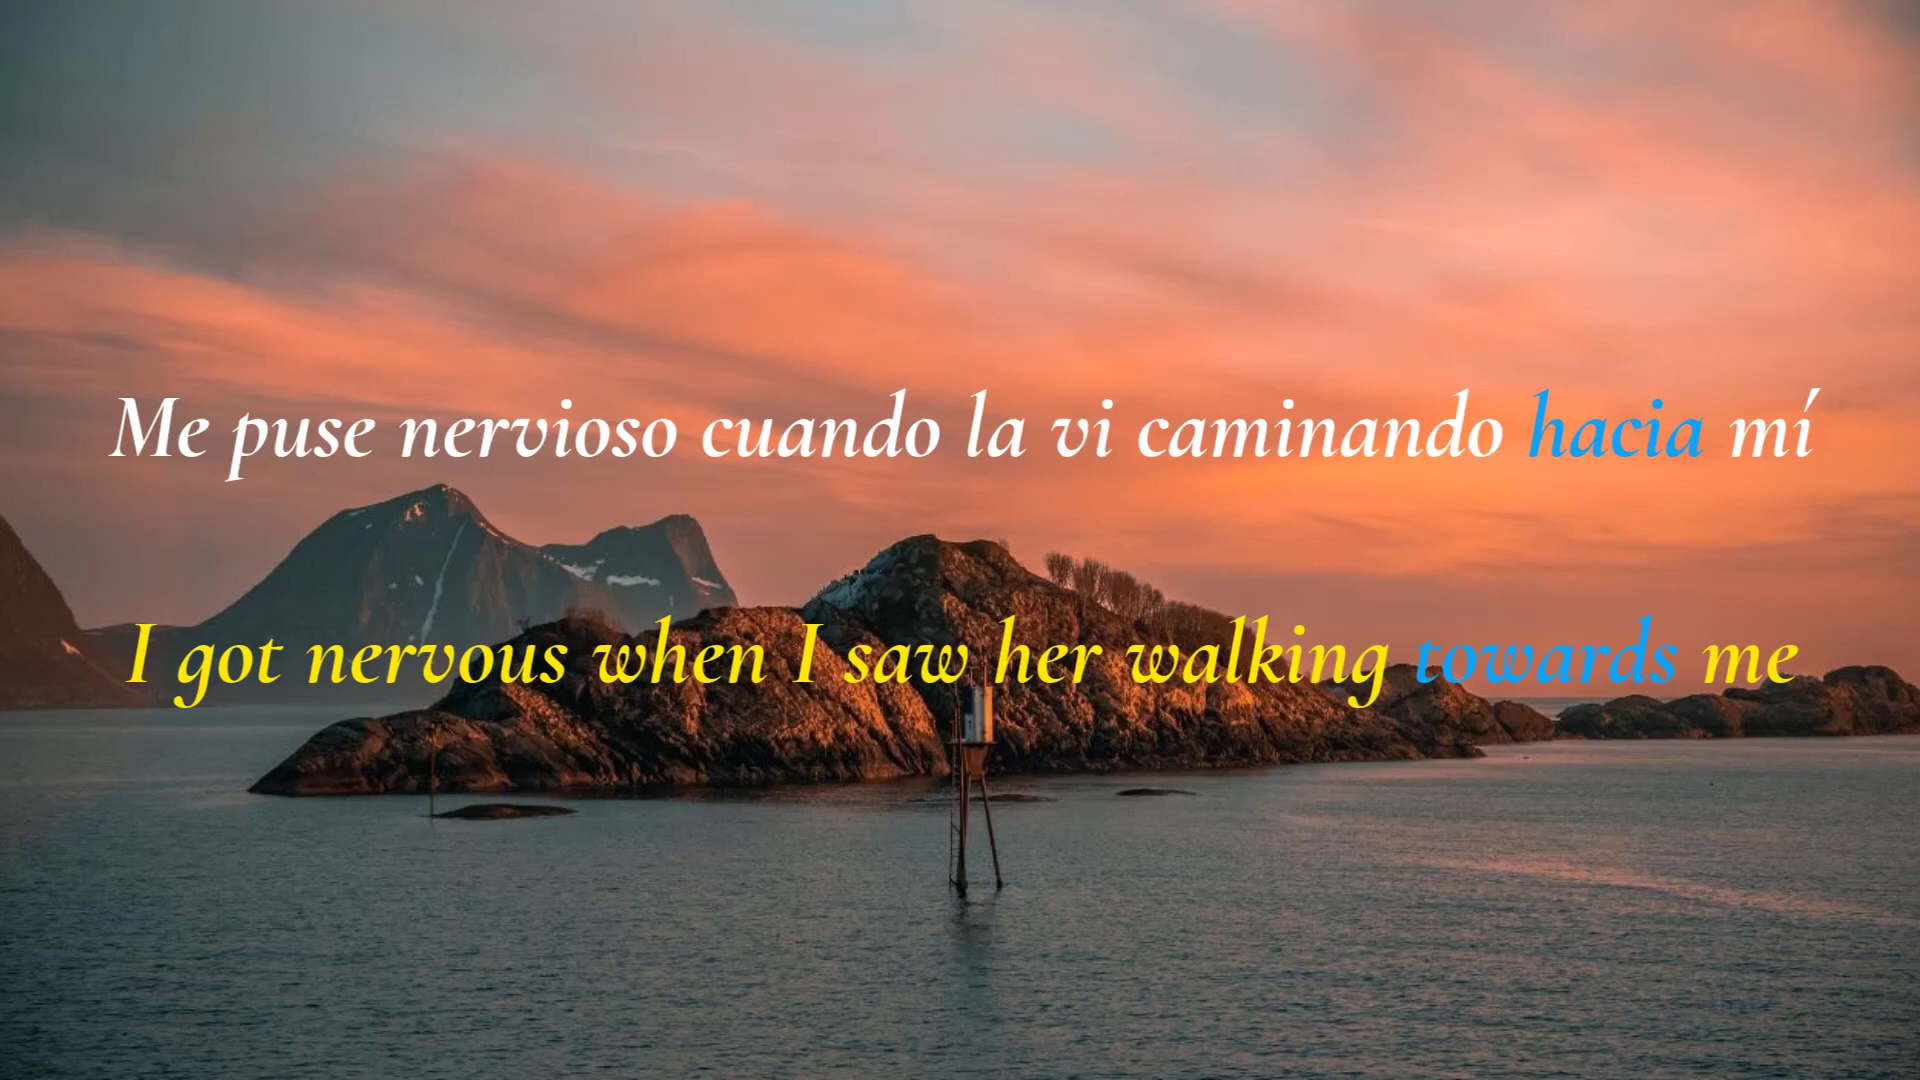 Me puse nervioso cuando la vi caminando hacia mí
I got nervous when I saw her walking towards me